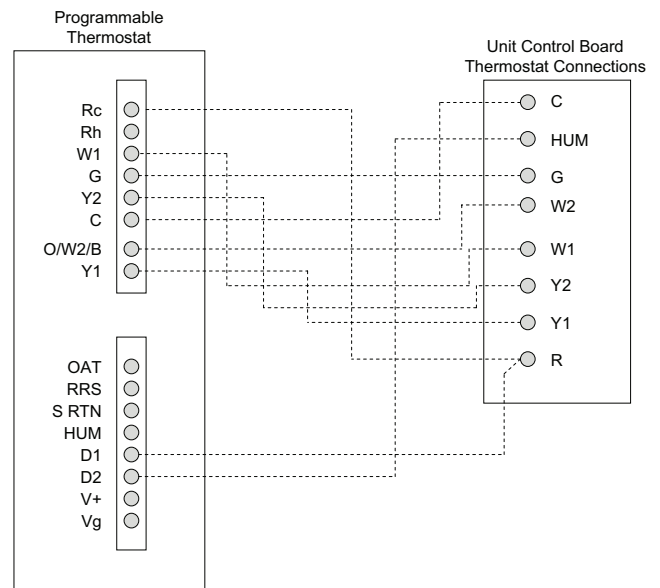 Programmable
Thermostat
Rc
Rh
W1
G
Y2
C
O/W2/B
Y1
OAT
RRS
S RTN
HUM
D1
D2
V+
Vg
Unit Control Board
Thermostat Connections
C
HUM
G
W2
W1
Y2
Y1
R